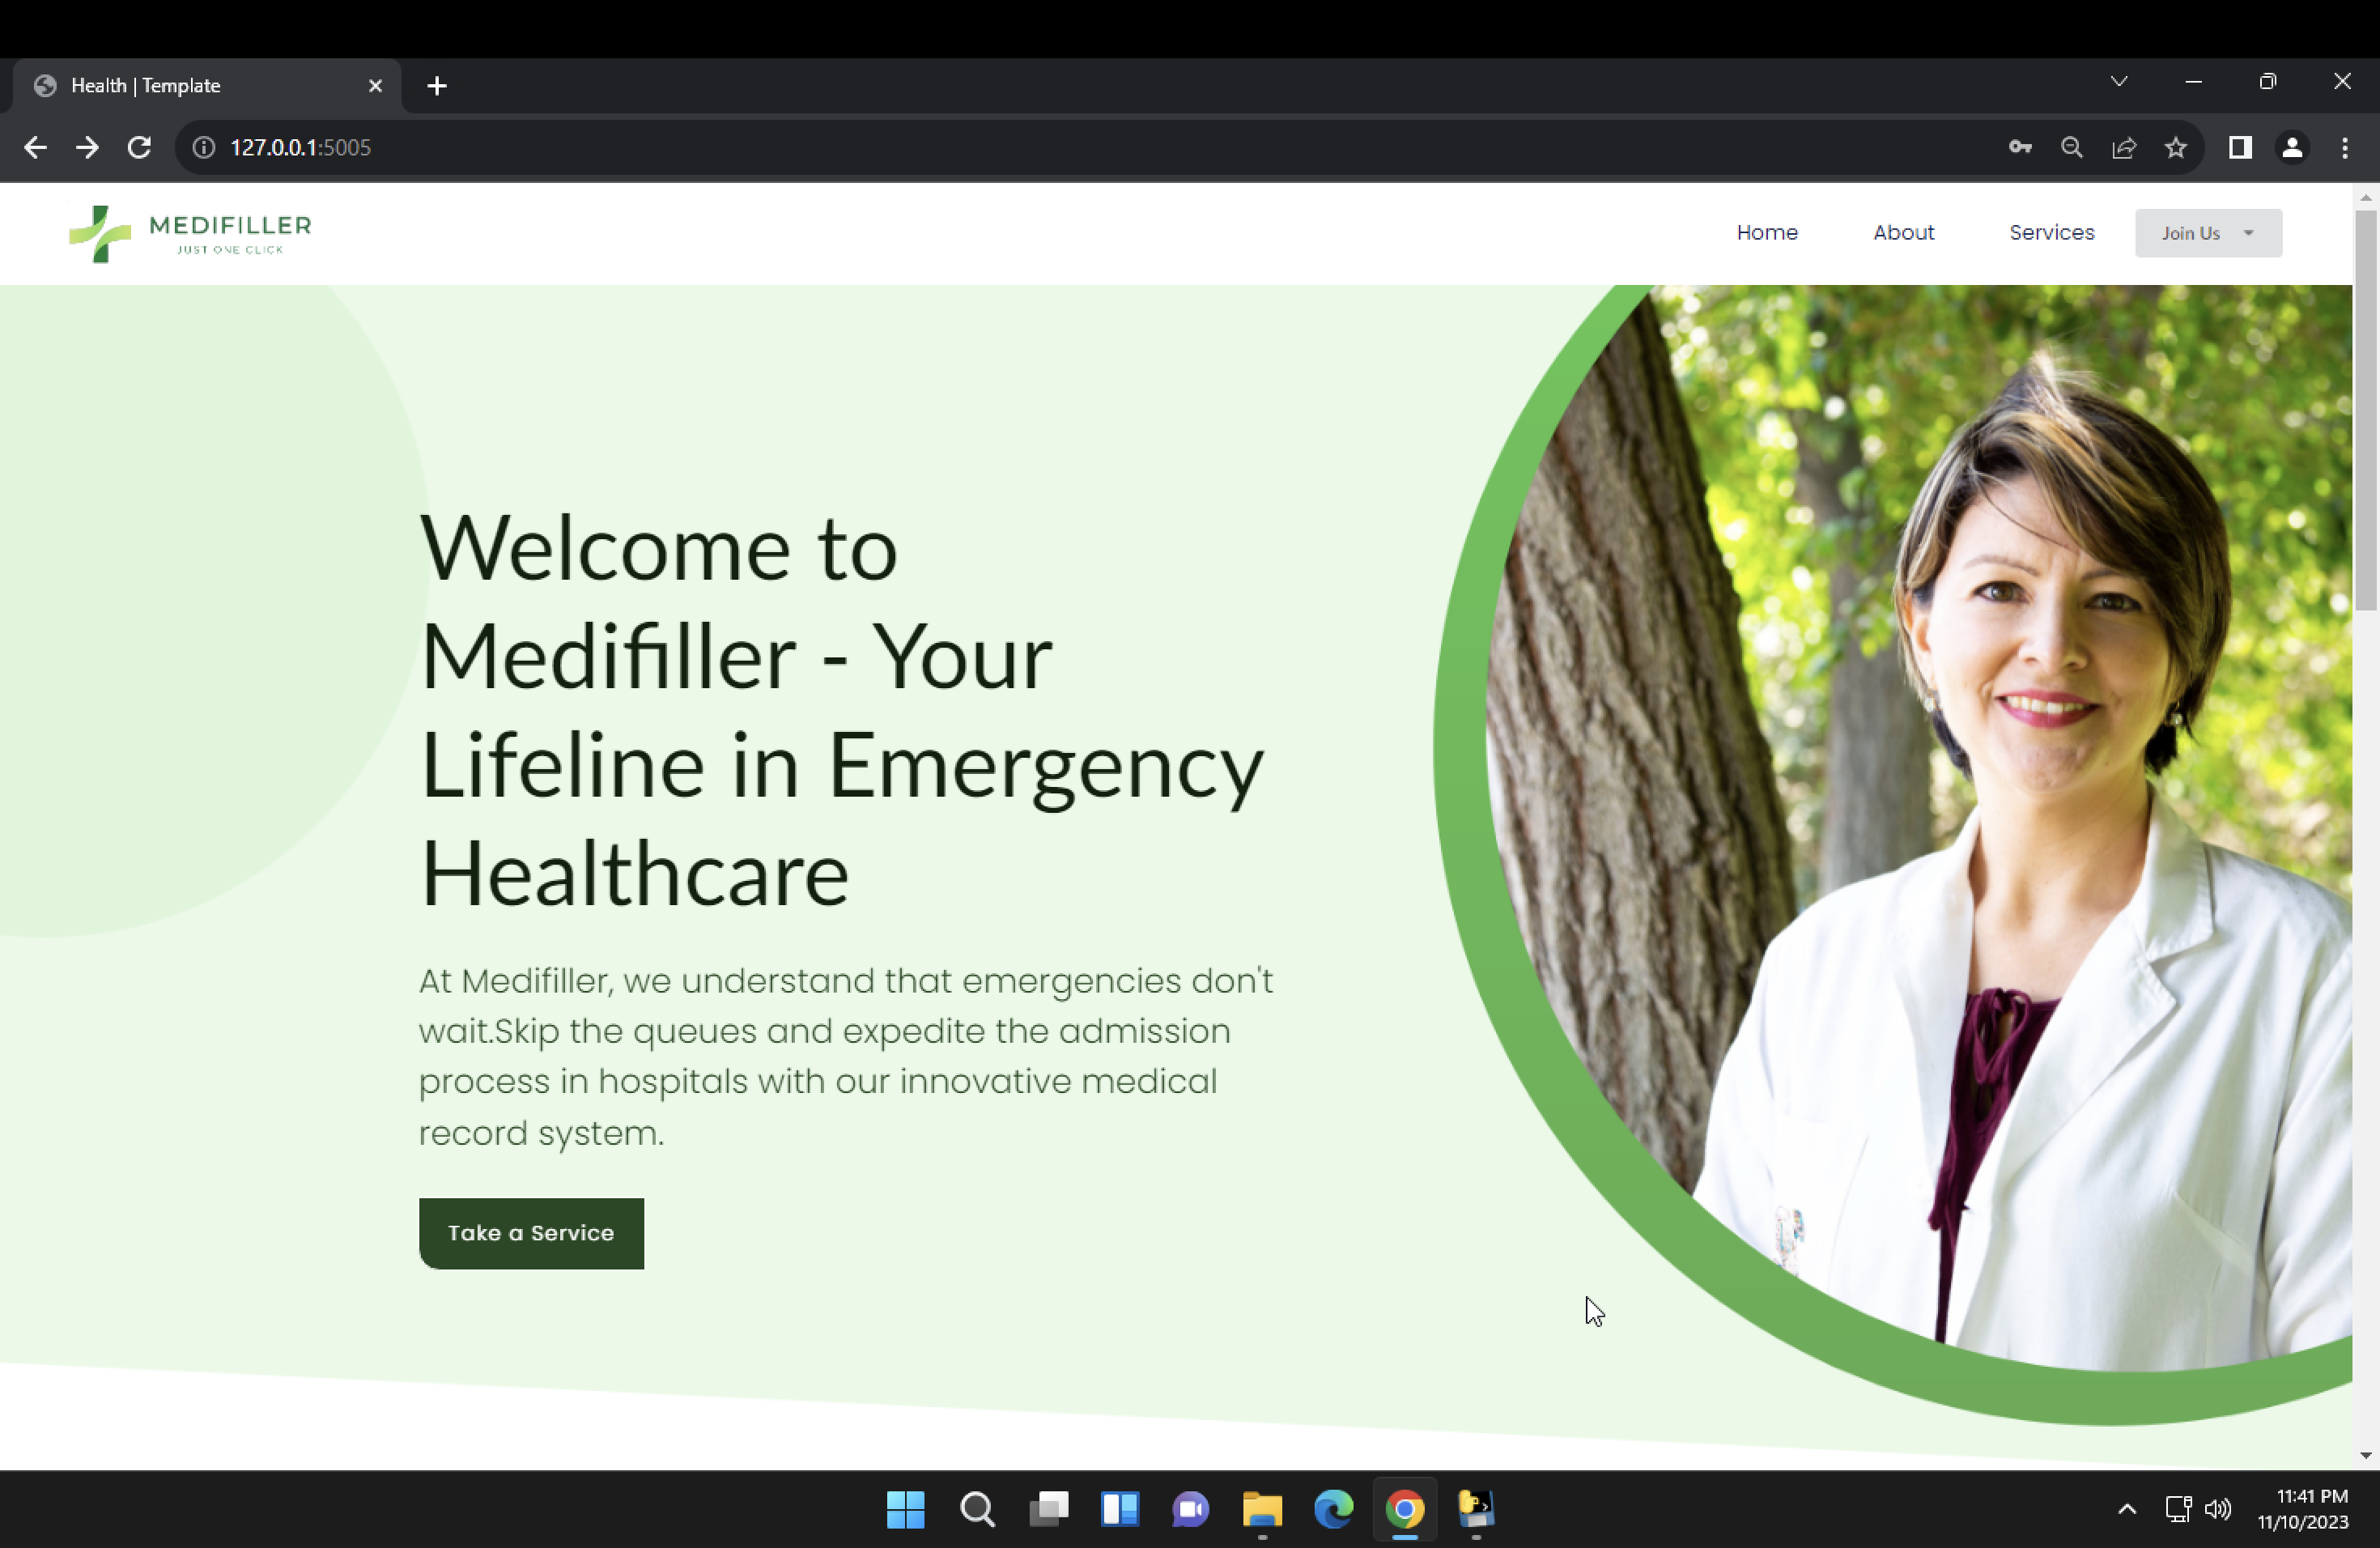 Health | Template
127.0.0.1:5005
MEDIFILLER
JUST ONE CLICK
Home
About
Services
Join Us
Welcome to
Medifiller - Your
Lifeline in Emergency
Healthcare
At Medifiller, we understand that emergencies don't
wait.Skip the queues and expedite the admission
process in hospitals with our innovative medical
record system.
Take a Service
11:41 PM
11/10/2023